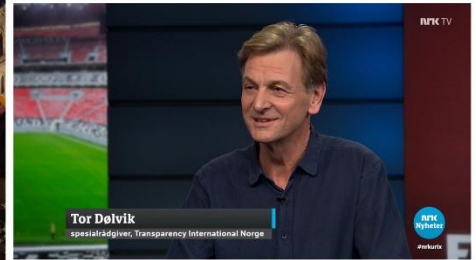 NRK TV
Tor Dølvik
spesialrådgiver, Transparency International Norge
NRK
Nyheter
#nrkurix